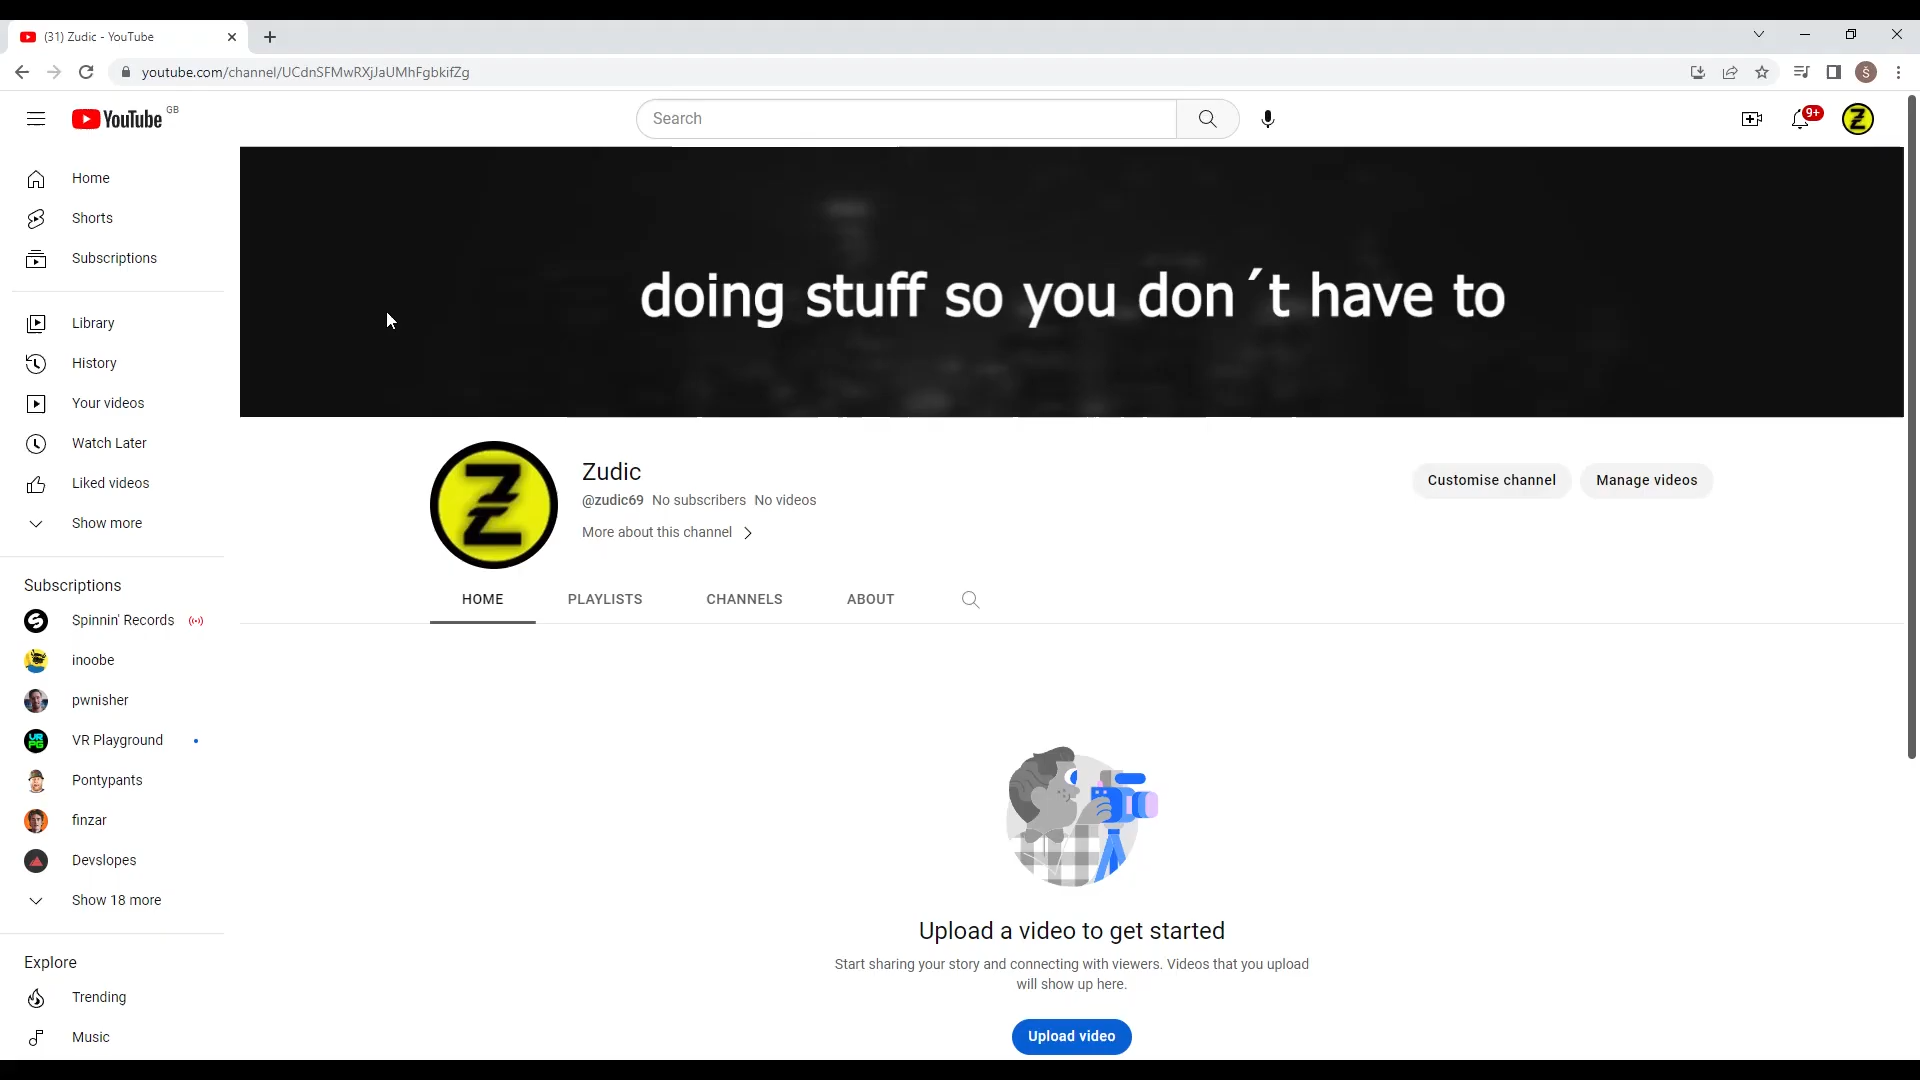 (31) Zudic - YouTube
youtube.com/channel/UCdnSFMwRXjJaUMhFgbkifZg
Š
YouTube GB
Search
9+
Z
Home
Shorts
Subscriptions
Library
History
Your videos
Watch Later
Liked videos
Show more
Subscriptions
Spinnin' Records
inoobe
pwnisher
VR Playground
Pontypants
finzar
Devslopes
Show 18 more
Explore
Trending
Music
doing stuff so you don´t have to
Z
Zudic
@zudic69 No subscribers No videos
More about this channel
Customise channel
Manage videos
HOME PLAYLISTS CHANNELS ABOUT
Upload a video to get started
Start sharing your story and connecting with viewers. Videos that you upload
will show up here.
Upload video